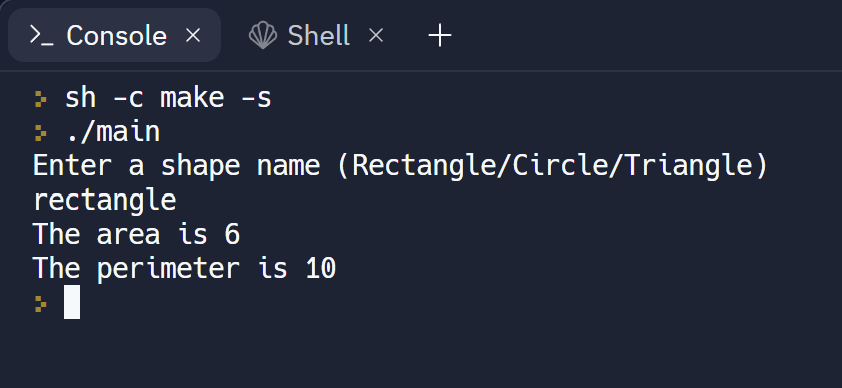 Console
Shell
sh -c make -s
./main
Enter a shape name (Rectangle/Circle/Triangle)
rectangle
The area is 6
The perimeter is 10